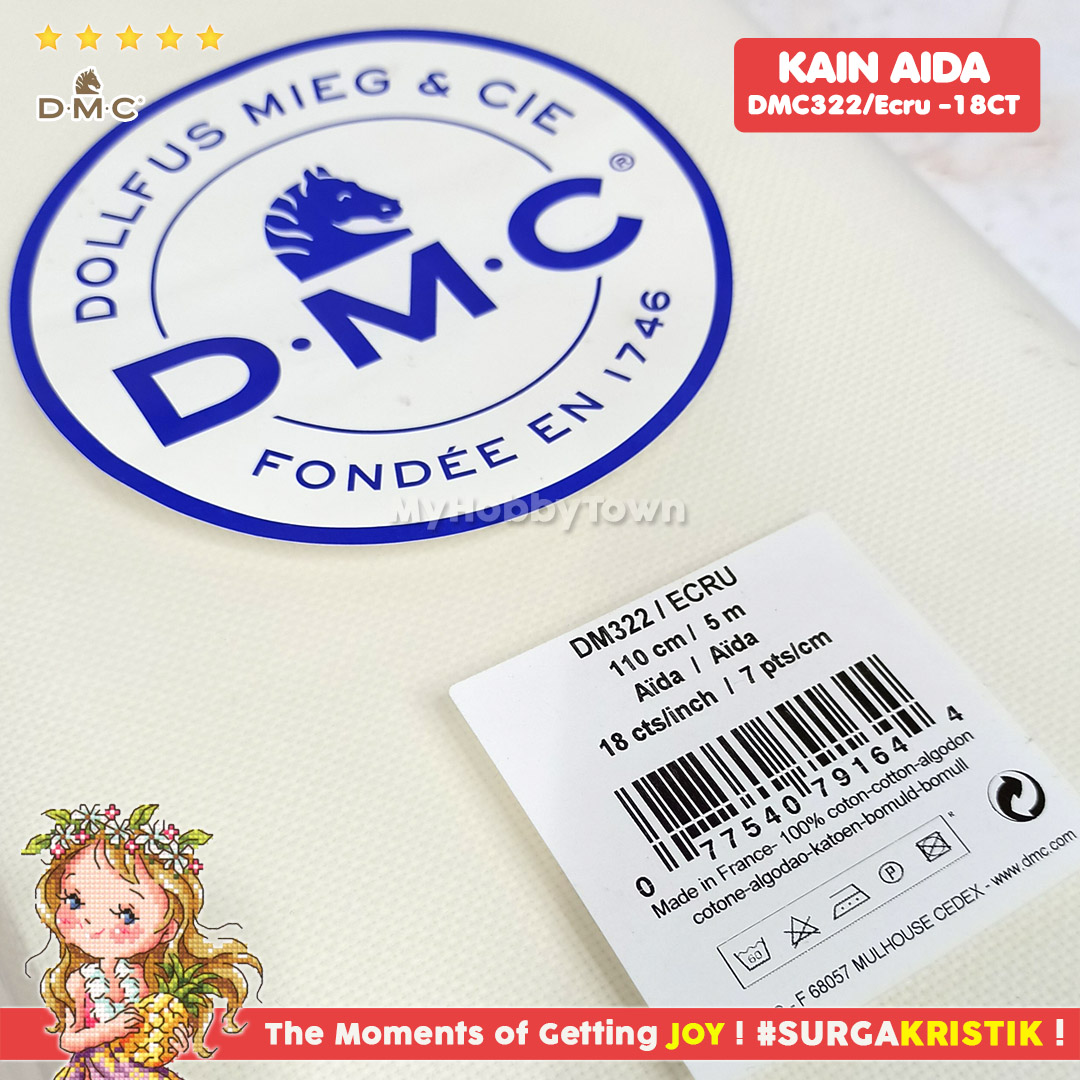 D·M·C®
KAIN AIDA
DMC322/Ecru -18CT
DOLLFUS MIEG & CIE
D·M·C®
FONDÉE EN 1746
MyHobbyTown
DM322 / ECRU
110 cm / 5 m
Aïda / Aïda
18 cts/inch / 7 pts/cm
0 77540 79164 4
Made in France- 100% coton-cotton-algodon
cotone-algodao-katoen-bomuld-bomull
60 P R
- F 68057 MULHOUSE CEDEX - www.dmc.com
The Moments of Getting JOY ! #SURGAKRISTIK !